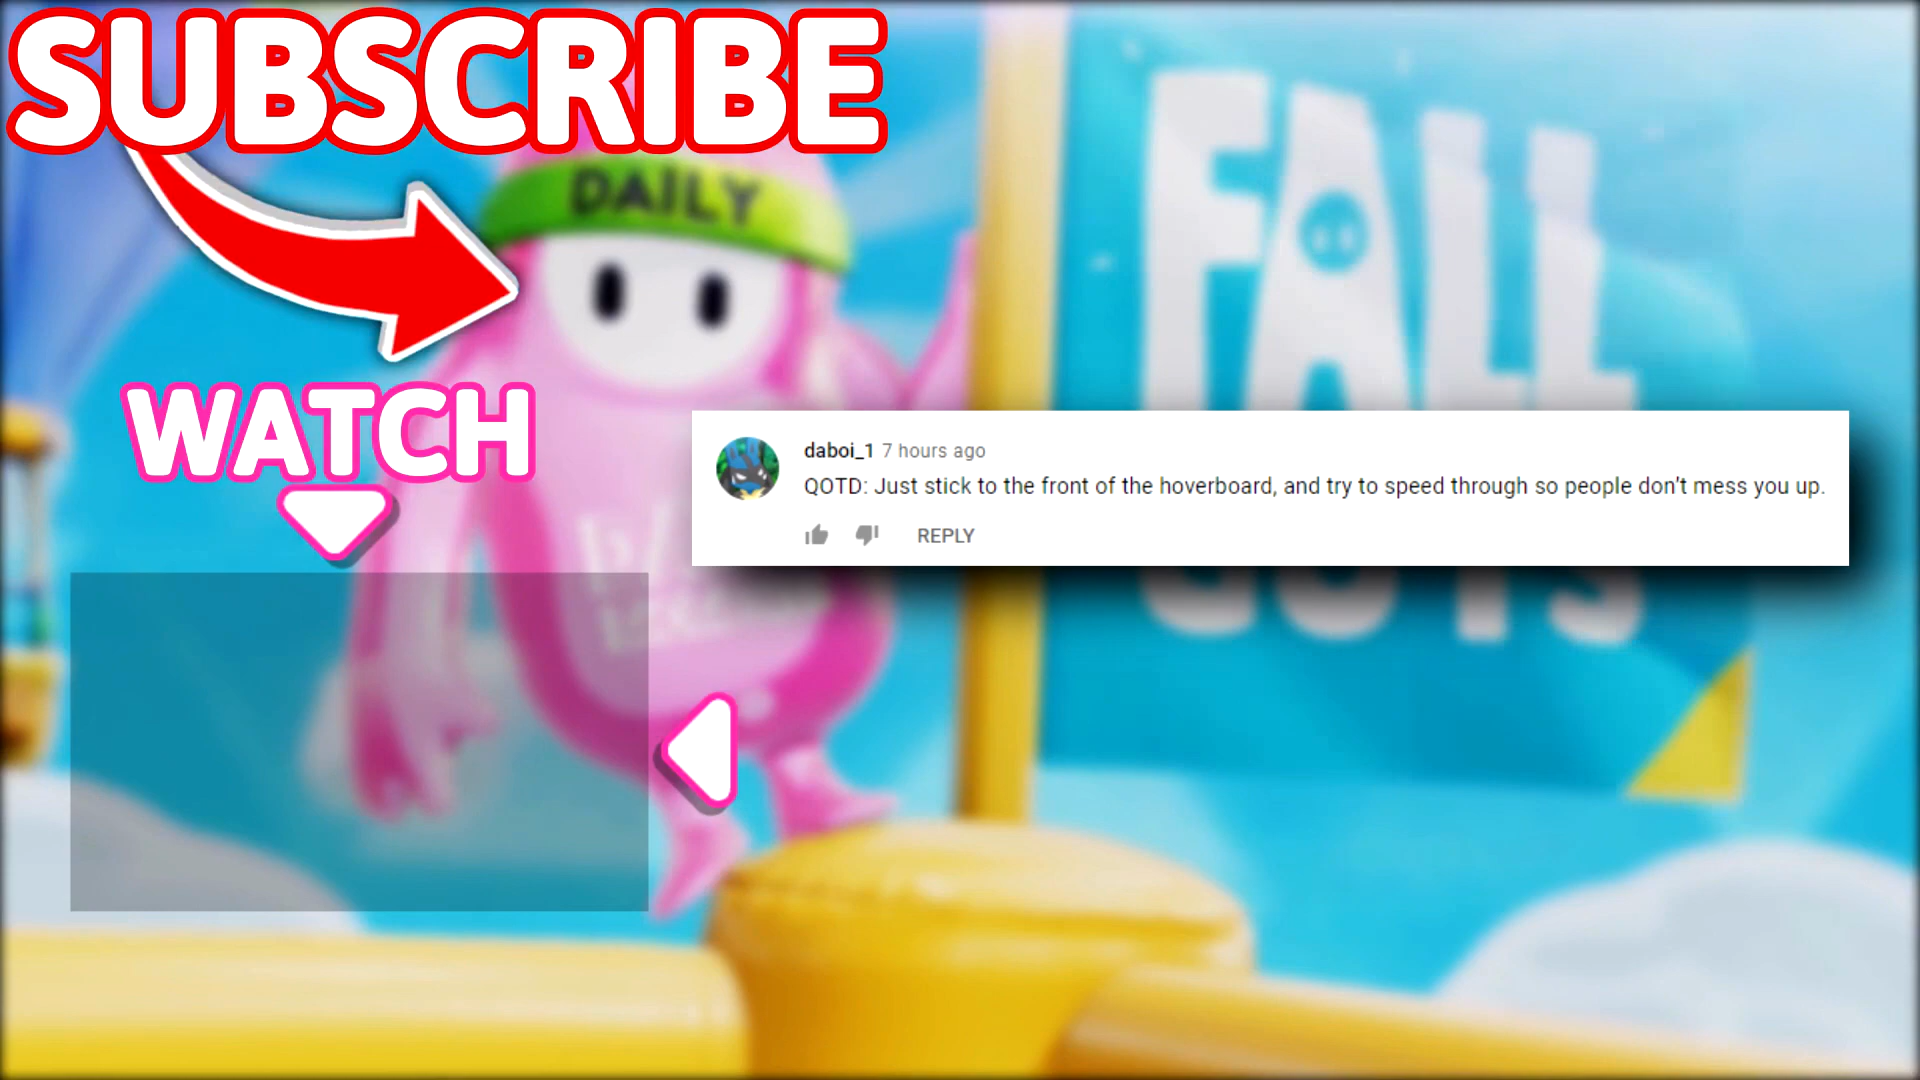 SUBSCRIBE
DAILY
FALL
WATCH
daboi_1 7 hours ago
QOTD: Just stick to the front of the hoverboard, and try to speed through so people don't mess you up.
REPLY
GUYS